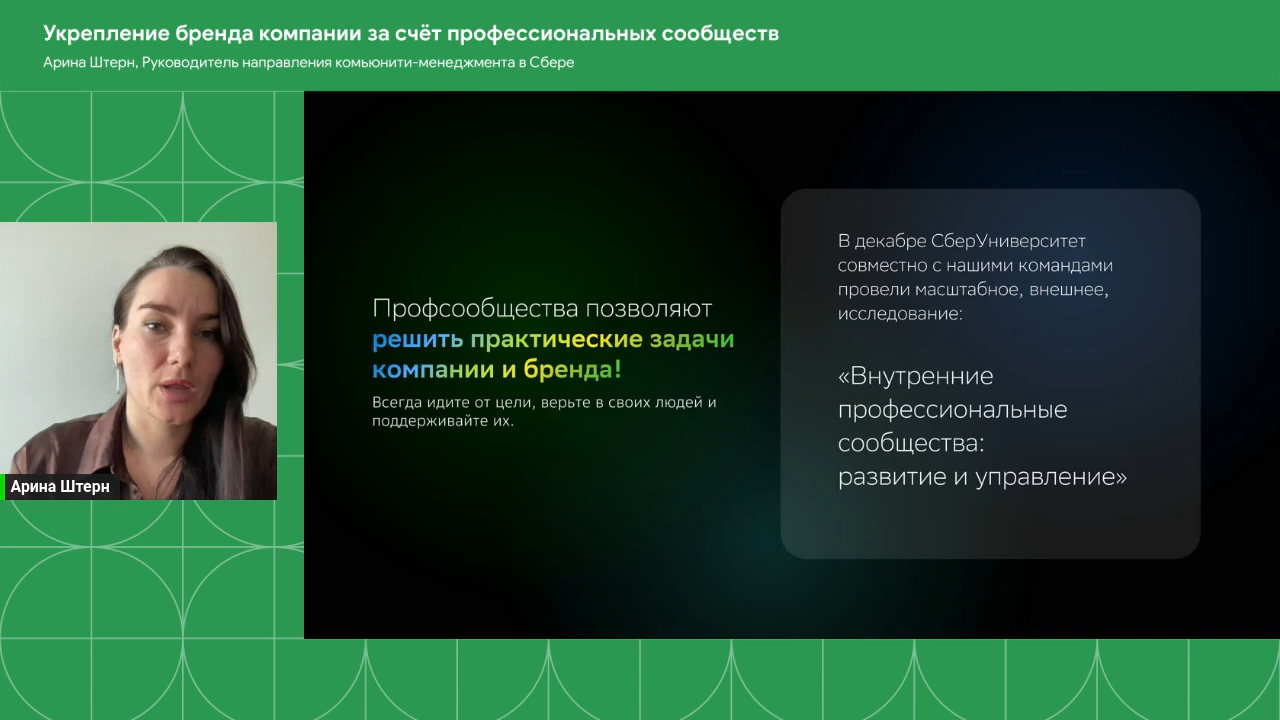 Укрепление бренда компании за счёт профессиональных сообществ
Арина Штерн, Руководитель направления комьюнити-менеджмента в Сбере
Профсообщества позволяют
решить практические задачи
компании и бренда!
Всегда идите от цели, верьте в своих людей и
поддерживайте их.
В декабре СберУниверситет
совместно с нашими командами
провели масштабное, внешнее,
исследование:
«Внутренние
профессиональные
сообщества:
развитие и управление»
Арина Штерн